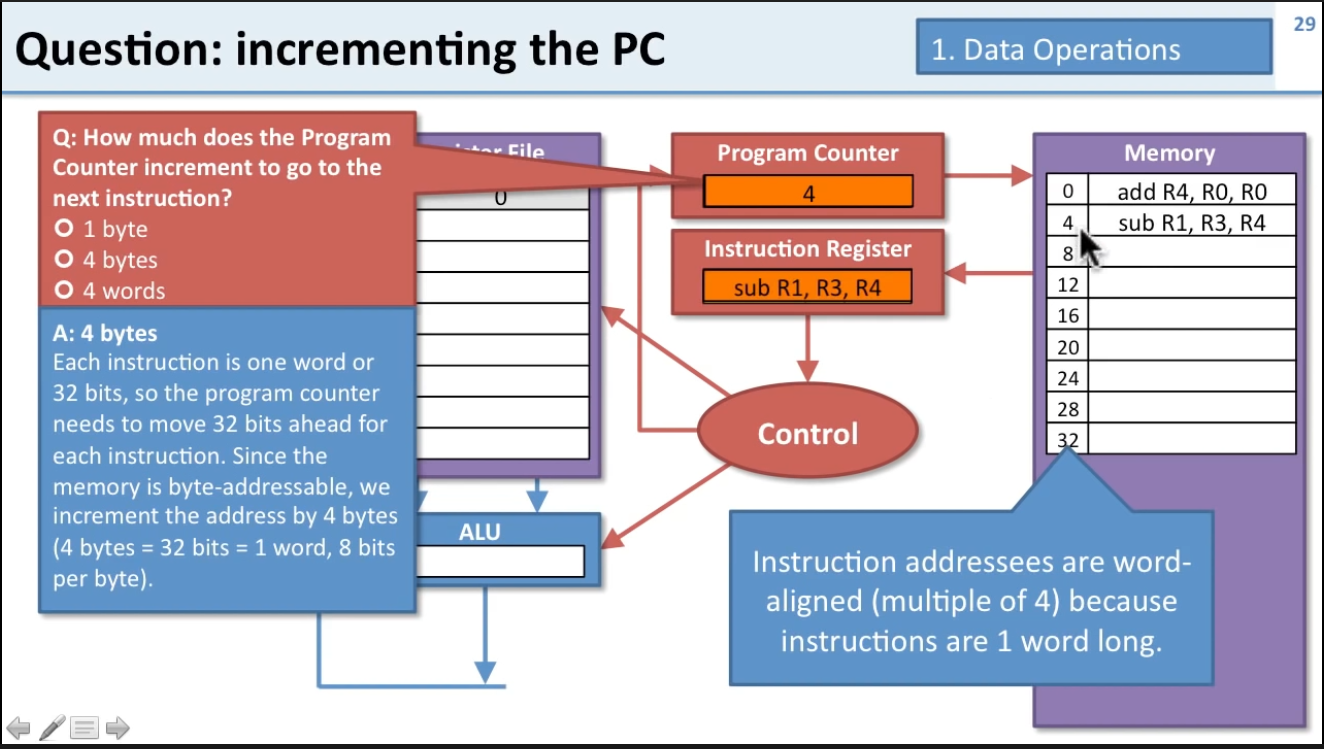 Question: incrementing the PC
1. Data Operations
29
Q: How much does the Program
Counter increment to go to the
next instruction?
1 byte
4 bytes
4 words
A: 4 bytes
Each instruction is one word or
32 bits, so the program counter
needs to move 32 bits ahead for
each instruction. Since the
memory is byte-addressable, we
increment the address by 4 bytes
(4 bytes = 32 bits = 1 word, 8 bits
per byte).
File
0
ALU
Program Counter
4
Instruction Register
sub R1, R3, R4
Control
Memory
0 add R4, R0, R0
4 sub R1, R3, R4
8
12
16
20
24
28
32
Instruction addressees are word-
aligned (multiple of 4) because
instructions are 1 word long.